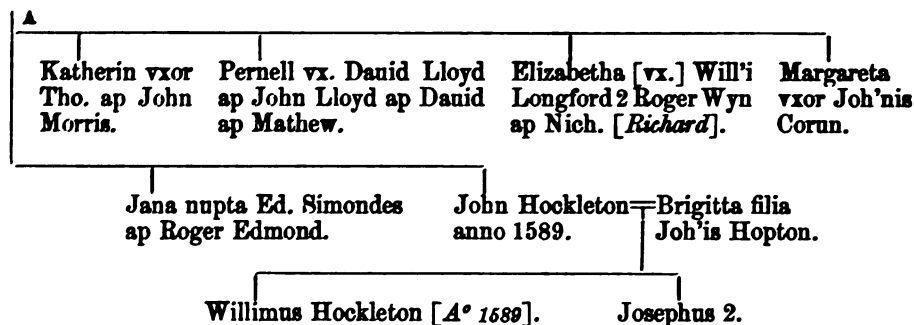 A
Katherin vxor
Tho. ap John
Morris.
Pernell vx. Dauid Lloyd
ap John Lloyd ap Dauid
ap Mathew.
Elizabetha [vx.] Will'i
Longford 2 Roger Wyn
ap Nich. [Richard].
Margareta
vxor Joh'nis
Corun.
Jana nupta Ed. Simondes
ap Roger Edmond.
John Hockleton
anno 1589.
Brigitta filia
Joh'is Hopton.
Willimus Hockleton [Aº 1589].
Josephus 2.